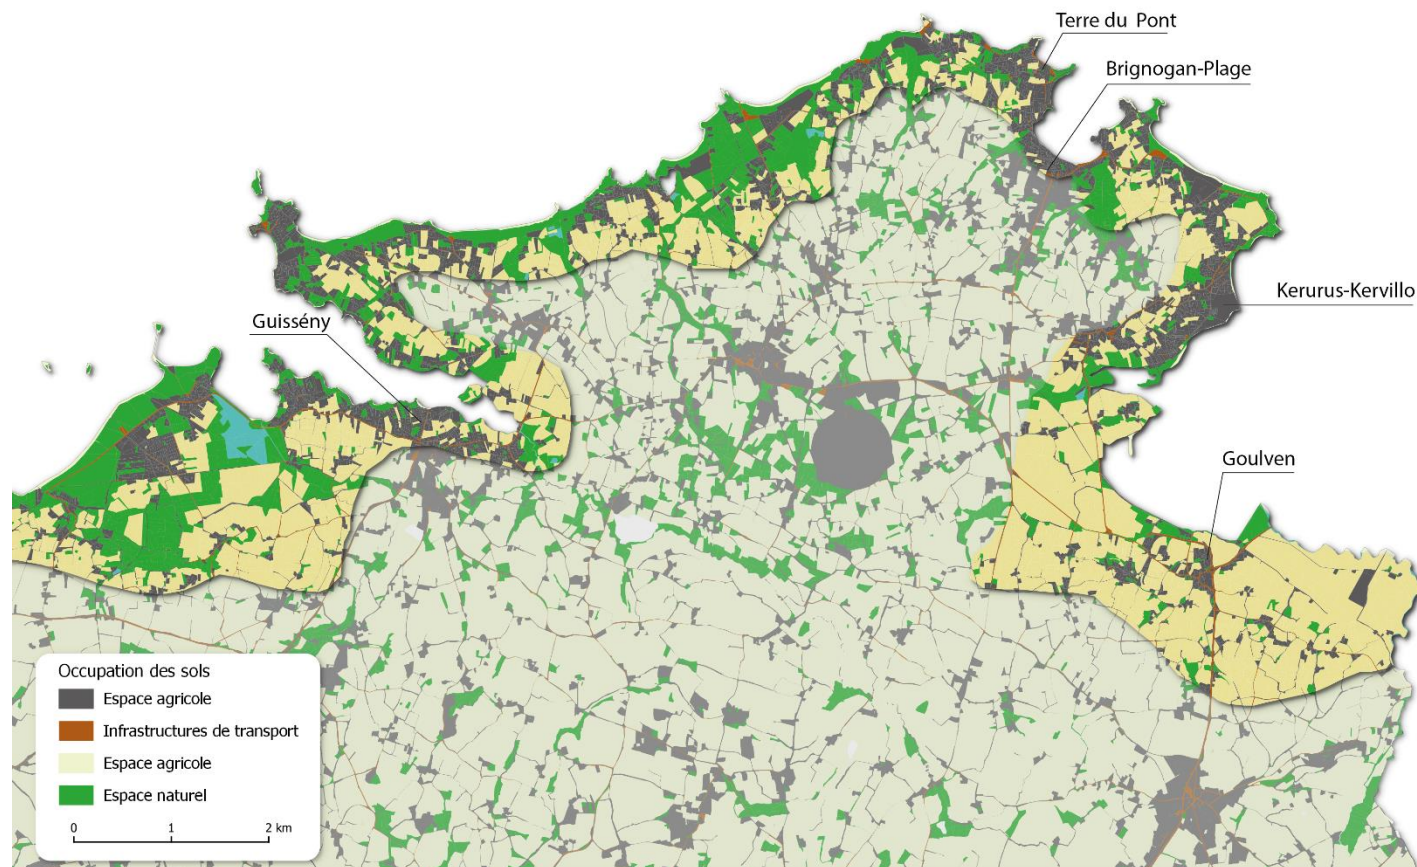 Terre du Pont
Brignogan-Plage
Kerurus-Kervillo
Guissény
Goulven
Occupation des sols
Espace agricole
Infrastructures de transport
Espace agricole
Espace naturel
0 1 2 km